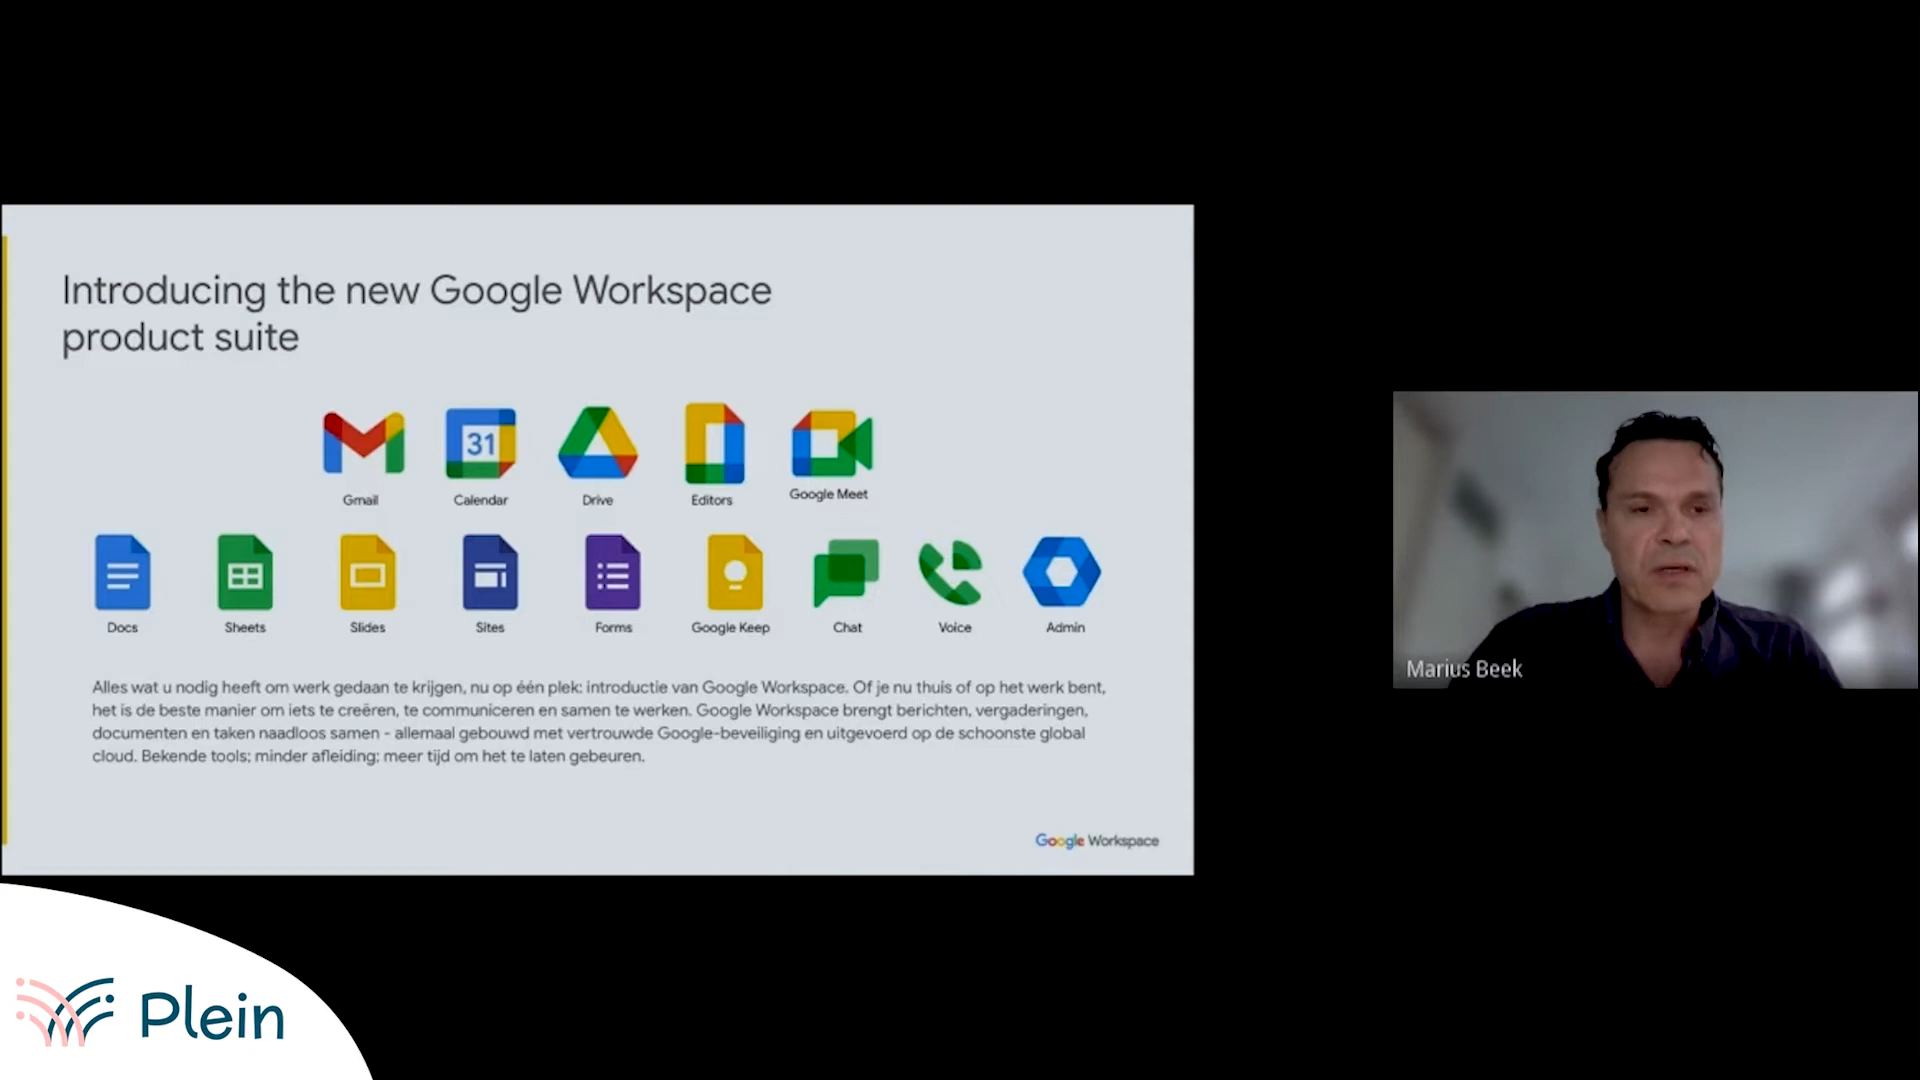 Introducing the new Google Workspace
product suite
31
Gmail
Calendar
Drive
Editors
Google Meet
Docs
Sheets
Slides
Sites
Forms
Google Keep
Chat
Voice
Admin
Alles wat u nodig heeft om werk gedaan te krijgen, nu op één plek: introductie van Google Workspace. Of je nu thuis of op het werk bent,
het is de beste manier om iets te creëren, te communiceren en samen te werken. Google Workspace brengt berichten, vergaderingen,
documenten en taken naadloos samen - allemaal gebouwd met vertrouwde Google-beveiliging en uitgevoerd op de schoonste global
cloud. Bekende tools; minder afleiding; meer tijd om het te laten gebeuren.
Google Workspace
Marius Beek
Plein